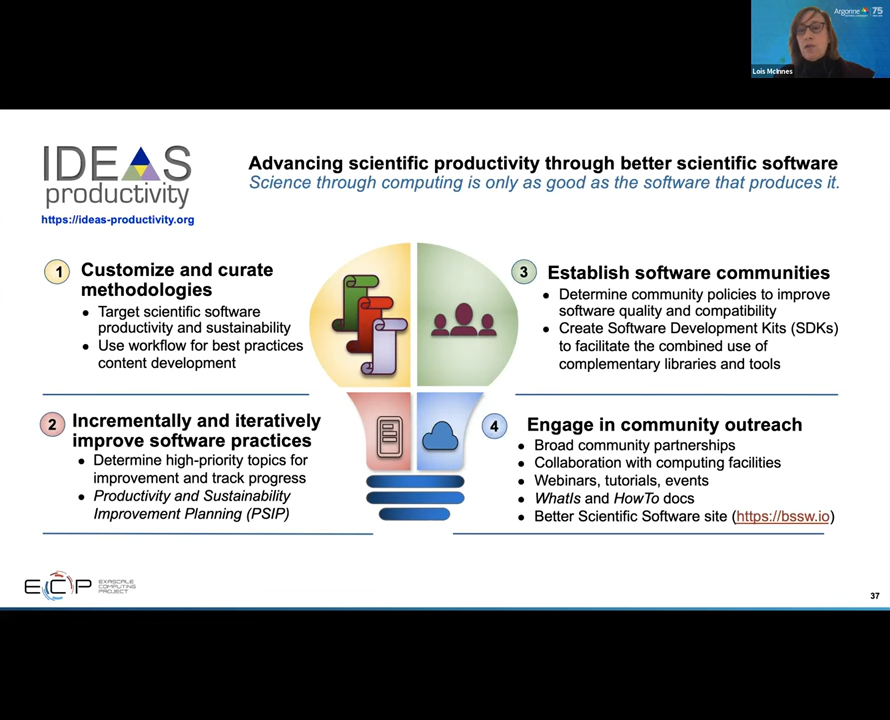 Argonne
75
Lois McInnes
IDEAS
productivity
https://ideas-productivity.org
Advancing scientific productivity through better scientific software
Science through computing is only as good as the software that produces it.
1 Customize and curate
methodologies
● Target scientific software
productivity and sustainability
● Use workflow for best practices
content development
2 Incrementally and iteratively
improve software practices
● Determine high-priority topics for
improvement and track progress
● Productivity and Sustainability
Improvement Planning (PSIP)
3 Establish software communities
● Determine community policies to improve
software quality and compatibility
● Create Software Development Kits (SDKs)
to facilitate the combined use of
complementary libraries and tools
4 Engage in community outreach
● Broad community partnerships
● Collaboration with computing facilities
● Webinars, tutorials, events
● WhatIs and HowTo docs
● Better Scientific Software site (https://bssw.io)
ECP
EXASCALE
COMPUTING
PROJECT
37